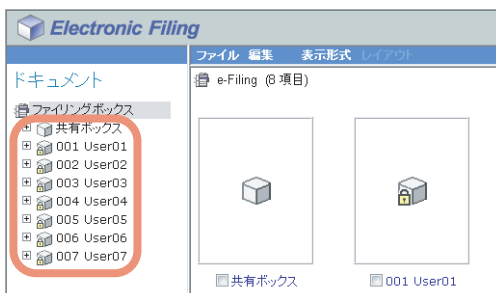 Electronic Filing
ファイル 編集 表示形式 レイアウト
ドキュメント
ファイリングボックス
共有ボックス
001 User01
002 User02
003 User03
004 User04
005 User05
006 User06
007 User07
e-Filing (8 項目)
共有ボックス
001 User01